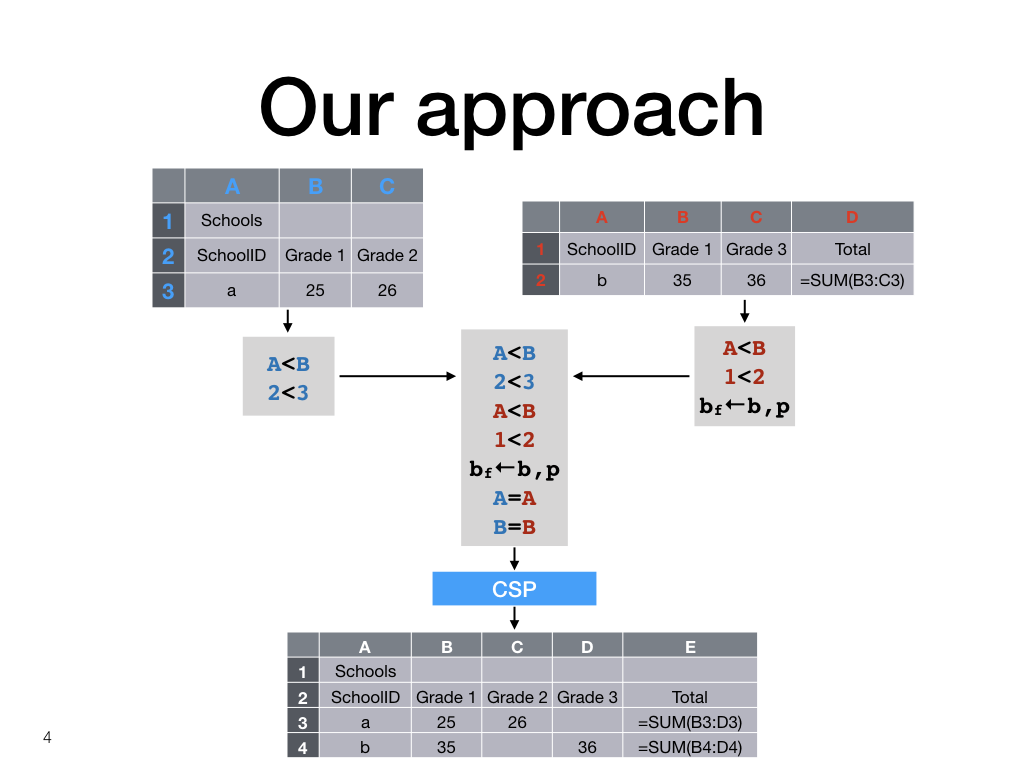 Our approach
A B C
1 Schools
2 SchoolID Grade 1 Grade 2
3 a 25 26
A B C D
1 SchoolID Grade 1 Grade 3 Total
2 b 35 36 =SUM(B3:C3)
A<B
2<3
A<B
2<3
A<B
1<2
bf←b,p
A=A
B=B
A<B
1<2
bf←b,p
CSP
A B C D E
1 Schools
2 SchoolID Grade 1 Grade 2 Grade 3 Total
3 a 25 26 =SUM(B3:D3)
4 b 35 36 =SUM(B4:D4)
4